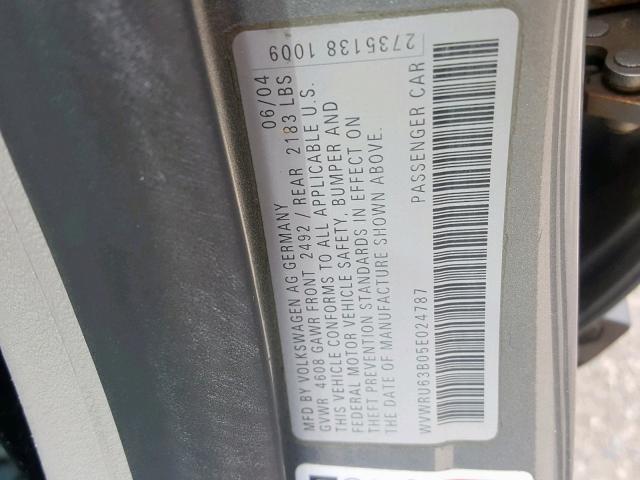 MFD BY VOLKSWAGEN AG GERMANY 06/04
GVWR 4608 GAWR FRONT 2492 / REAR 2183 LBS
THIS VEHICLE CONFORMS TO ALL APPLICABLE U.S.
FEDERAL MOTOR VEHICLE SAFETY, BUMPER AND
THEFT PREVENTION STANDARDS IN EFFECT ON
THE DATE OF MANUFACTURE SHOWN ABOVE.
WVWRU63B05E024787 PASSENGER CAR
2735138 1009